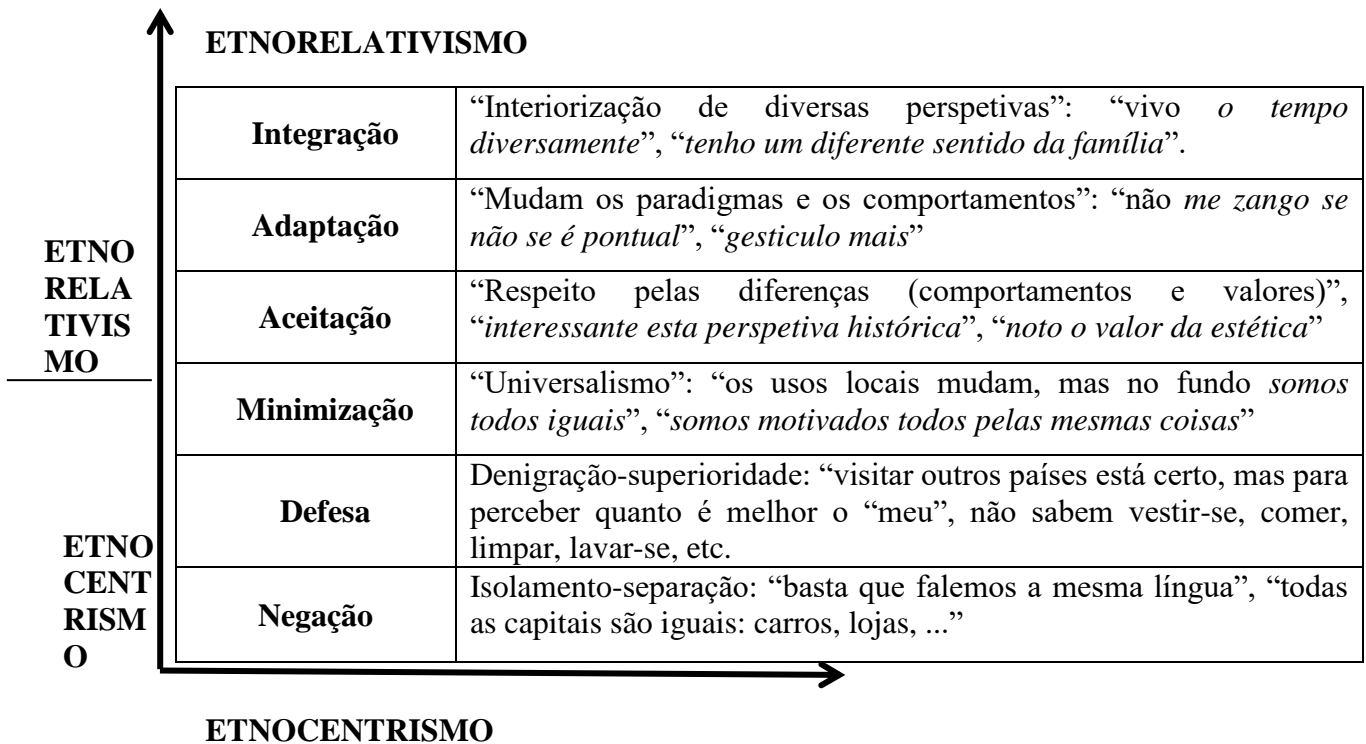 ETNORELATIVISMO
Integração
“Interiorização de diversas perspetivas”: “vivo o tempo
diversamente”, “tenho um diferente sentido da família”.
Adaptação
“Mudam os paradigmas e os comportamentos”: “não me zango se
não se é pontual”, “gesticulo mais”
ETNO
RELA
TIVIS
MO
Aceitação
“Respeito pelas diferenças (comportamentos e valores)”,
“interessante esta perspetiva histórica”, “noto o valor da estética”
Minimização
“Universalismo”: “os usos locais mudam, mas no fundo somos
todos iguais”, “somos motivados todos pelas mesmas coisas”
Defesa
Denigração-superioridade: “visitar outros países está certo, mas para
perceber quanto é melhor o “meu”, não sabem vestir-se, comer,
limpar, lavar-se, etc.
ETNO
CENT
RISM
O
Negação
Isolamento-separação: “basta que falemos a mesma língua”, “todas
as capitais são iguais: carros, lojas, ...”
ETNOCENTRISMO